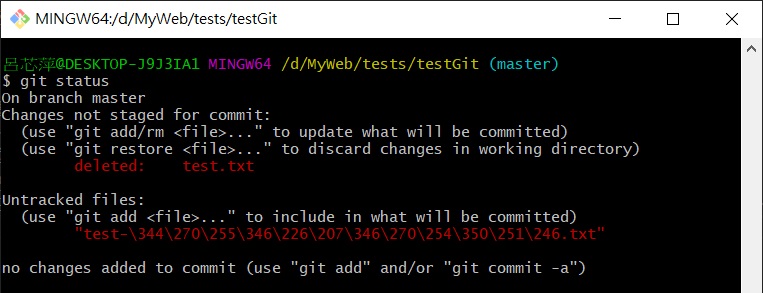 MINGW64:/d/MyWeb/tests/testGit
呂芯萍@DESKTOP-J9J3IA1 MINGW64 /d/MyWeb/tests/testGit (master)
$ git status
On branch master
Changes not staged for commit:
  (use "git add/rm <file>..." to update what will be committed)
  (use "git restore <file>..." to discard changes in working directory)
        deleted:    test.txt

Untracked files:
  (use "git add <file>..." to include in what will be committed)
        "test-\344\270\255\346\226\207\346\270\254\350\251\246.txt"

no changes added to commit (use "git add" and/or "git commit -a")